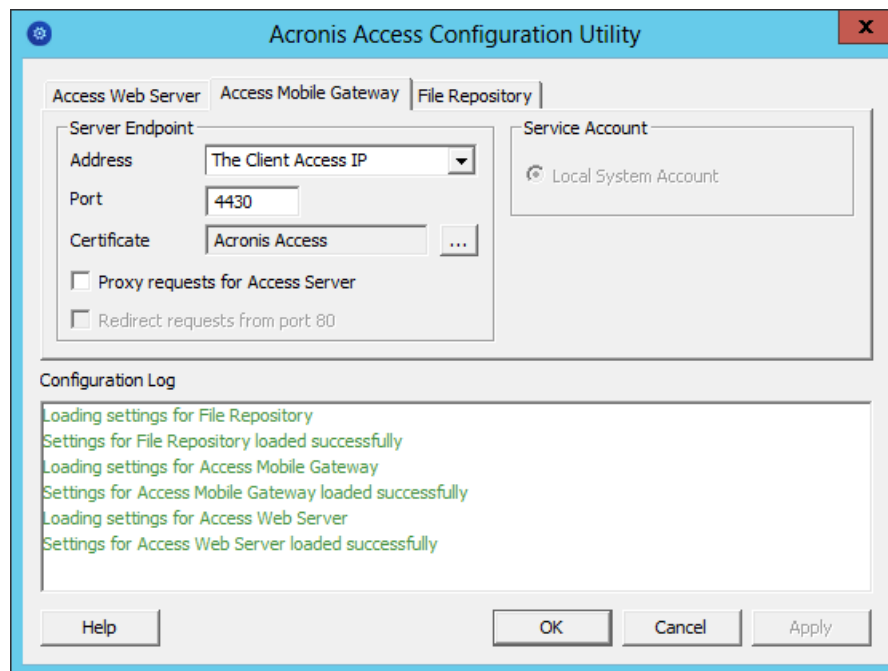 Acronis Access Configuration Utility
x
Access Web Server
Access Mobile Gateway
File Repository
Server Endpoint
Address
The Client Access IP
Port
4430
Certificate
Acronis Access
...
Proxy requests for Access Server
Redirect requests from port 80
Service Account
Local System Account
Configuration Log
Loading settings for File Repository
Settings for File Repository loaded successfully
Loading settings for Access Mobile Gateway
Settings for Access Mobile Gateway loaded successfully
Loading settings for Access Web Server
Settings for Access Web Server loaded successfully
Help
OK
Cancel
Apply